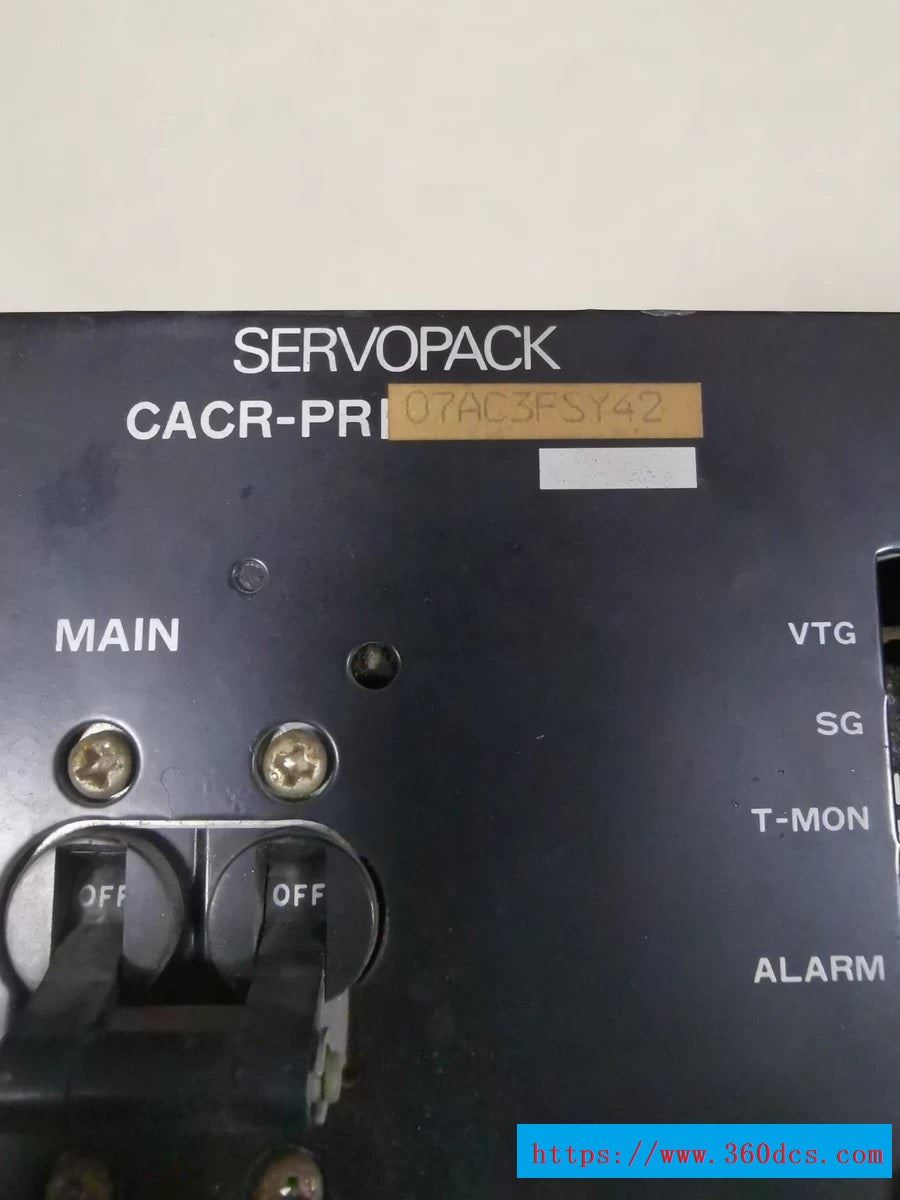 SERVOPACK
CACR-PR 07AC3FSY42
MAIN
VTG
SG
T-MON
OFF OFF
ALARM
https://www.360dcs.com